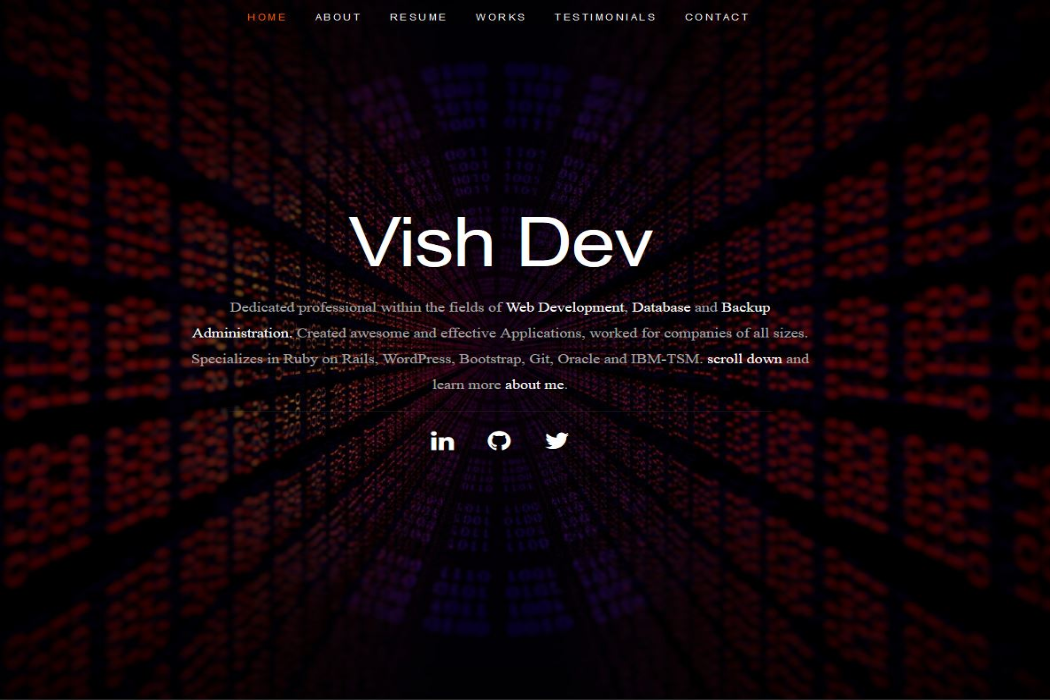 HOME ABOUT RESUME WORKS TESTIMONIALS CONTACT
Vish Dev
Dedicated professional within the fields of Web Development, Database and Backup
Administration. Created awesome and effective Applications, worked for companies of all sizes.
Specializes in Ruby on Rails, WordPress, Bootstrap, Git, Oracle and IBM-TSM. scroll down and
learn more about me.
in